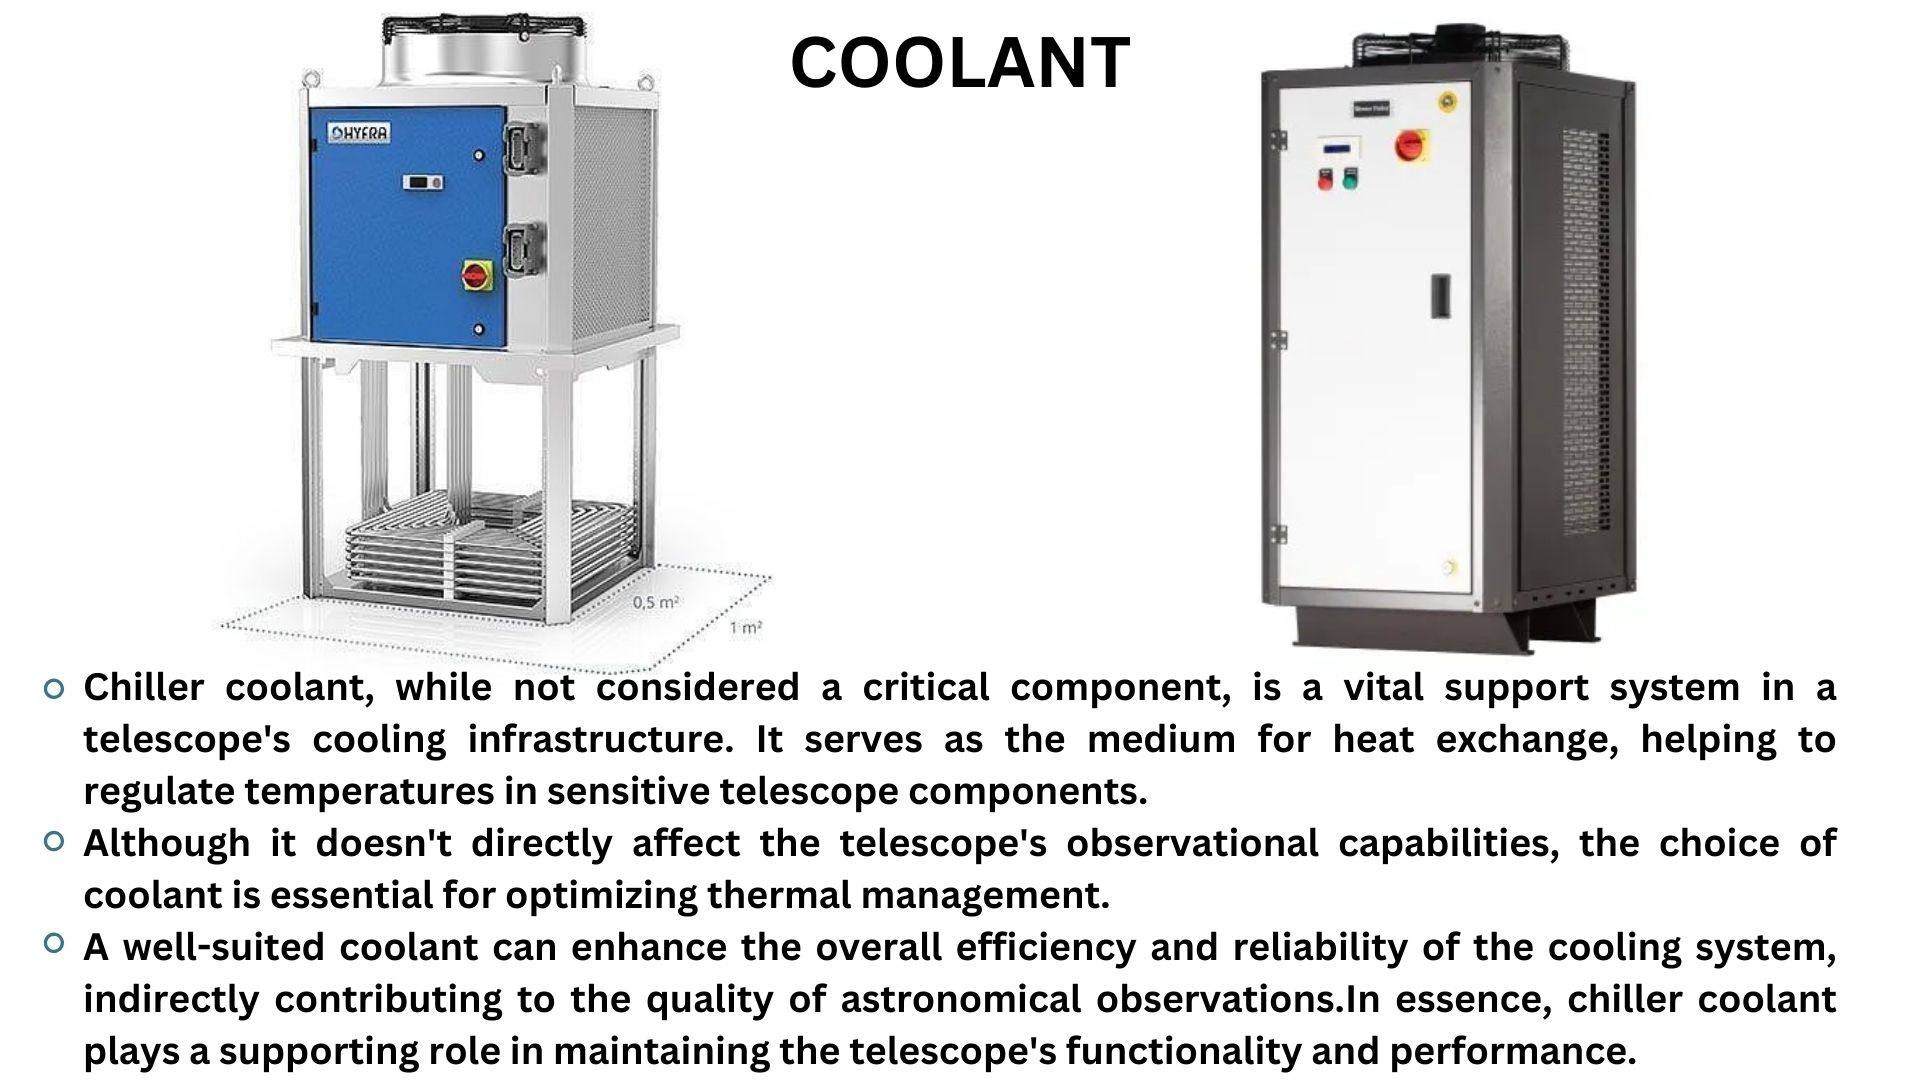 COOLANT
HYFRA
0,5 m²
1 m²
Chiller coolant, while not considered a critical component, is a vital support system in a
telescope's cooling infrastructure. It serves as the medium for heat exchange, helping to
regulate temperatures in sensitive telescope components.
Although it doesn't directly affect the telescope's observational capabilities, the choice of
coolant is essential for optimizing thermal management.
A well-suited coolant can enhance the overall efficiency and reliability of the cooling system,
indirectly contributing to the quality of astronomical observations.In essence, chiller coolant
plays a supporting role in maintaining the telescope's functionality and performance.